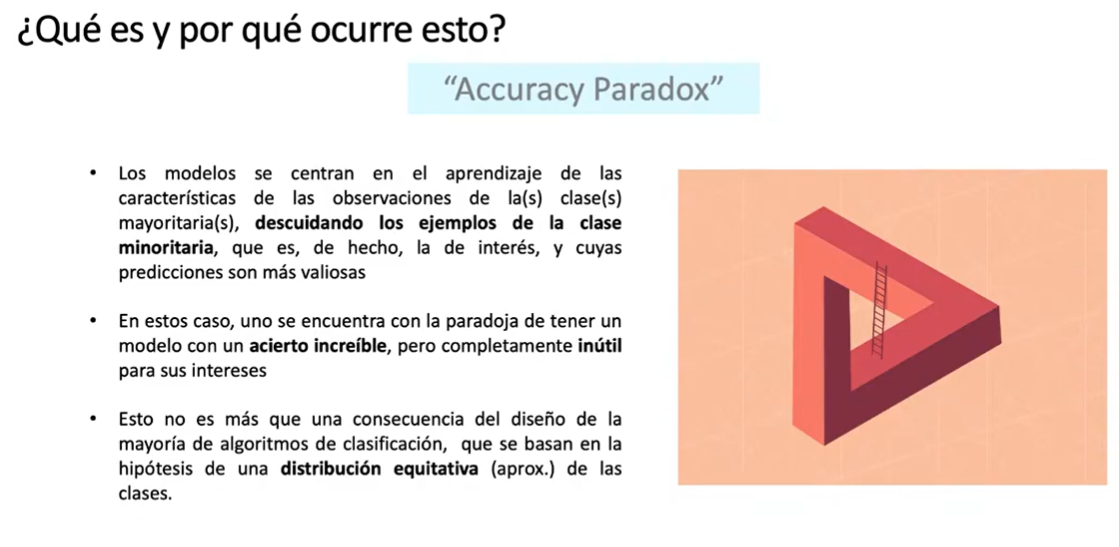 ¿Qué es y por qué ocurre esto?
“Accuracy Paradox”
• Los modelos se centran en el aprendizaje de las
características de las observaciones de la(s) clase(s)
mayoritaria(s), descuidando los ejemplos de la clase
minoritaria, que es, de hecho, la de interés, y cuyas
predicciones son más valiosas
• En estos caso, uno se encuentra con la paradoja de tener un
modelo con un acierto increíble, pero completamente inútil
para sus intereses
• Esto no es más que una consecuencia del diseño de la
mayoría de algoritmos de clasificación, que se basan en la
hipótesis de una distribución equitativa (aprox.) de las
clases.